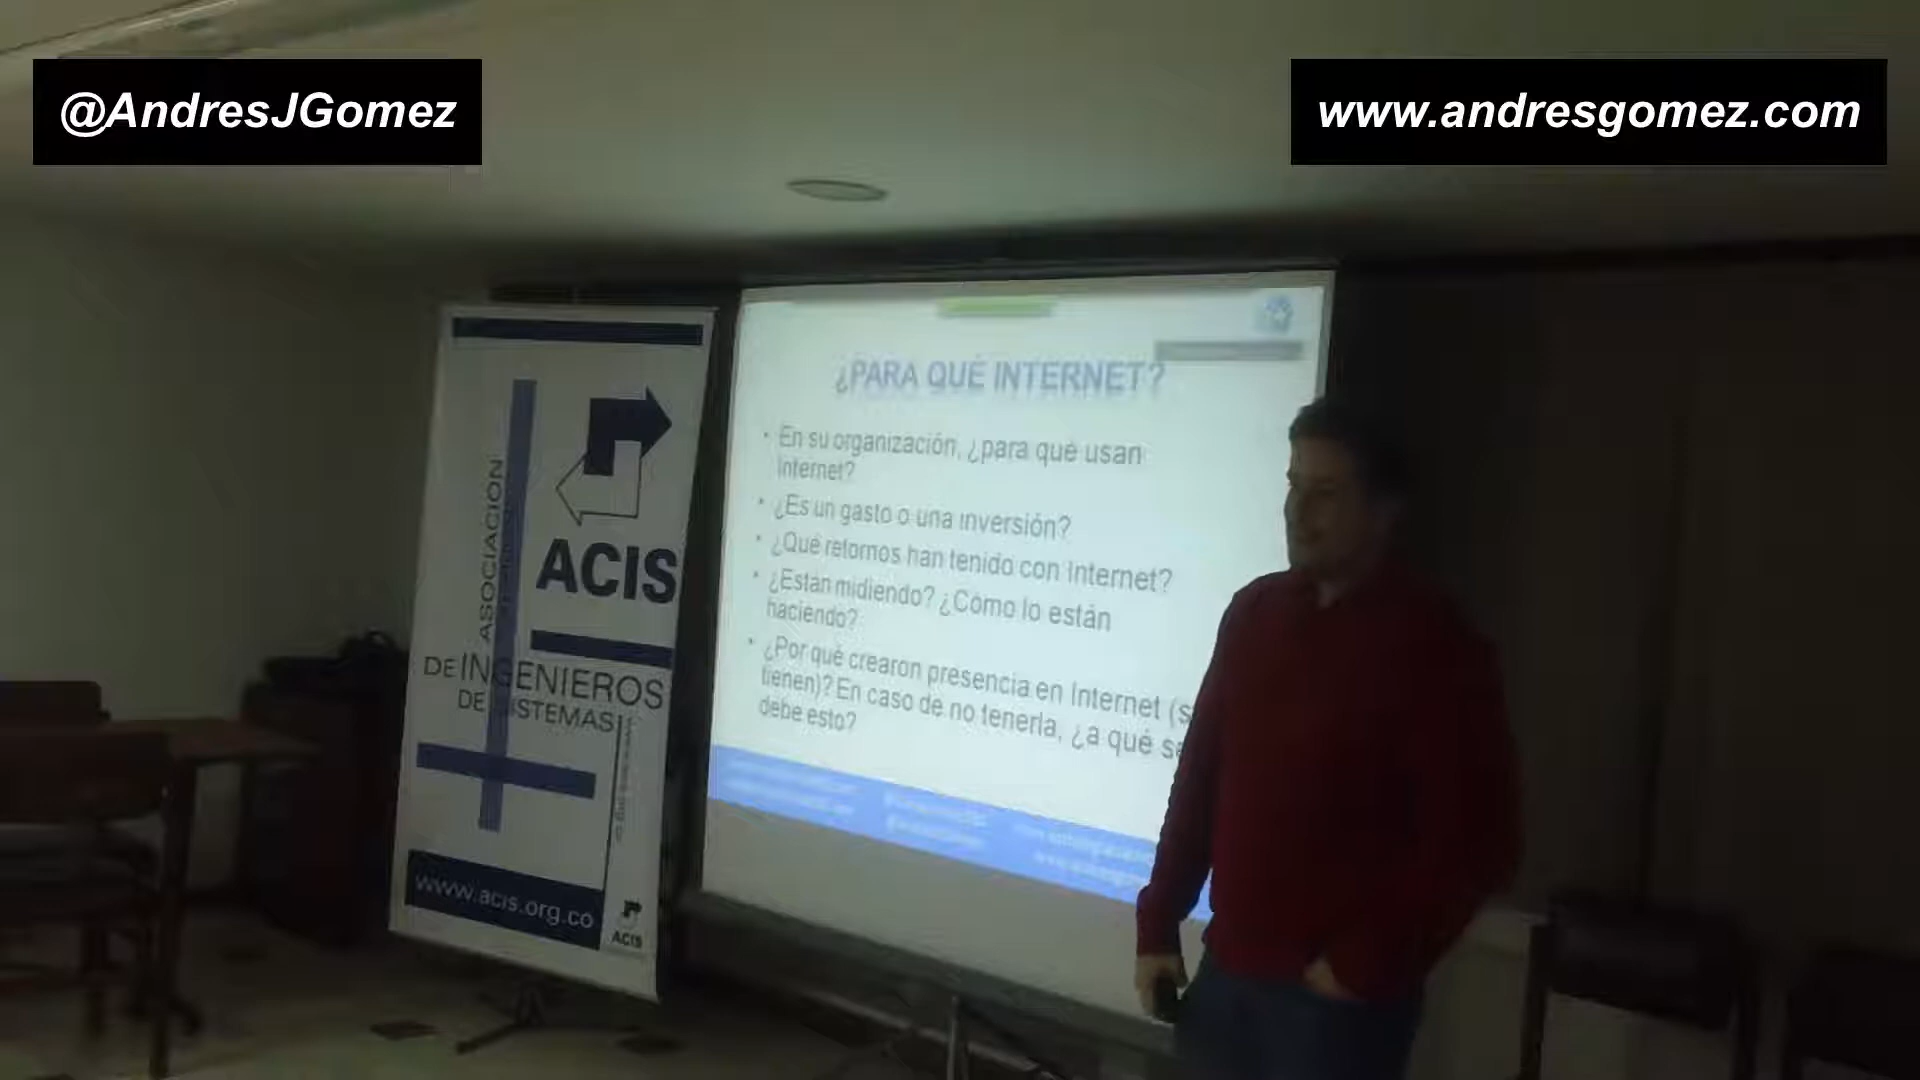 @AndresJGomez
www.andresgomez.com
ASOCIACIÓN
ACIS
DE INGENIEROS
DE SISTEMAS
www.acis.org.co
ACIS
¿PARA QUÉ INTERNET?
• En su organización, ¿para qué usan
Internet?
• ¿Es un gasto o una inversión?
• ¿Qué retornos han tenido con Internet?
• ¿Están midiendo? ¿Cómo lo están
haciendo?
• ¿Por qué crearon presencia en Internet (s
tienen)? En caso de no tenerla, ¿a qué se
debe esto?